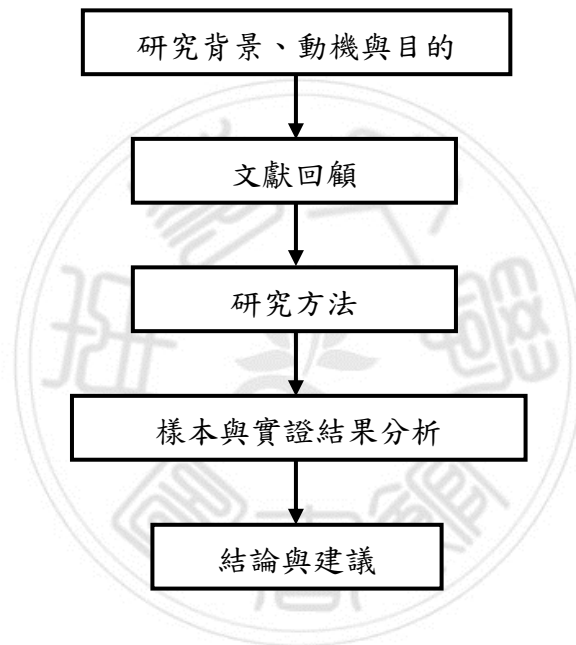 研究背景、動機與目的
文獻回顧
研究方法
樣本與實證結果分析
結論與建議